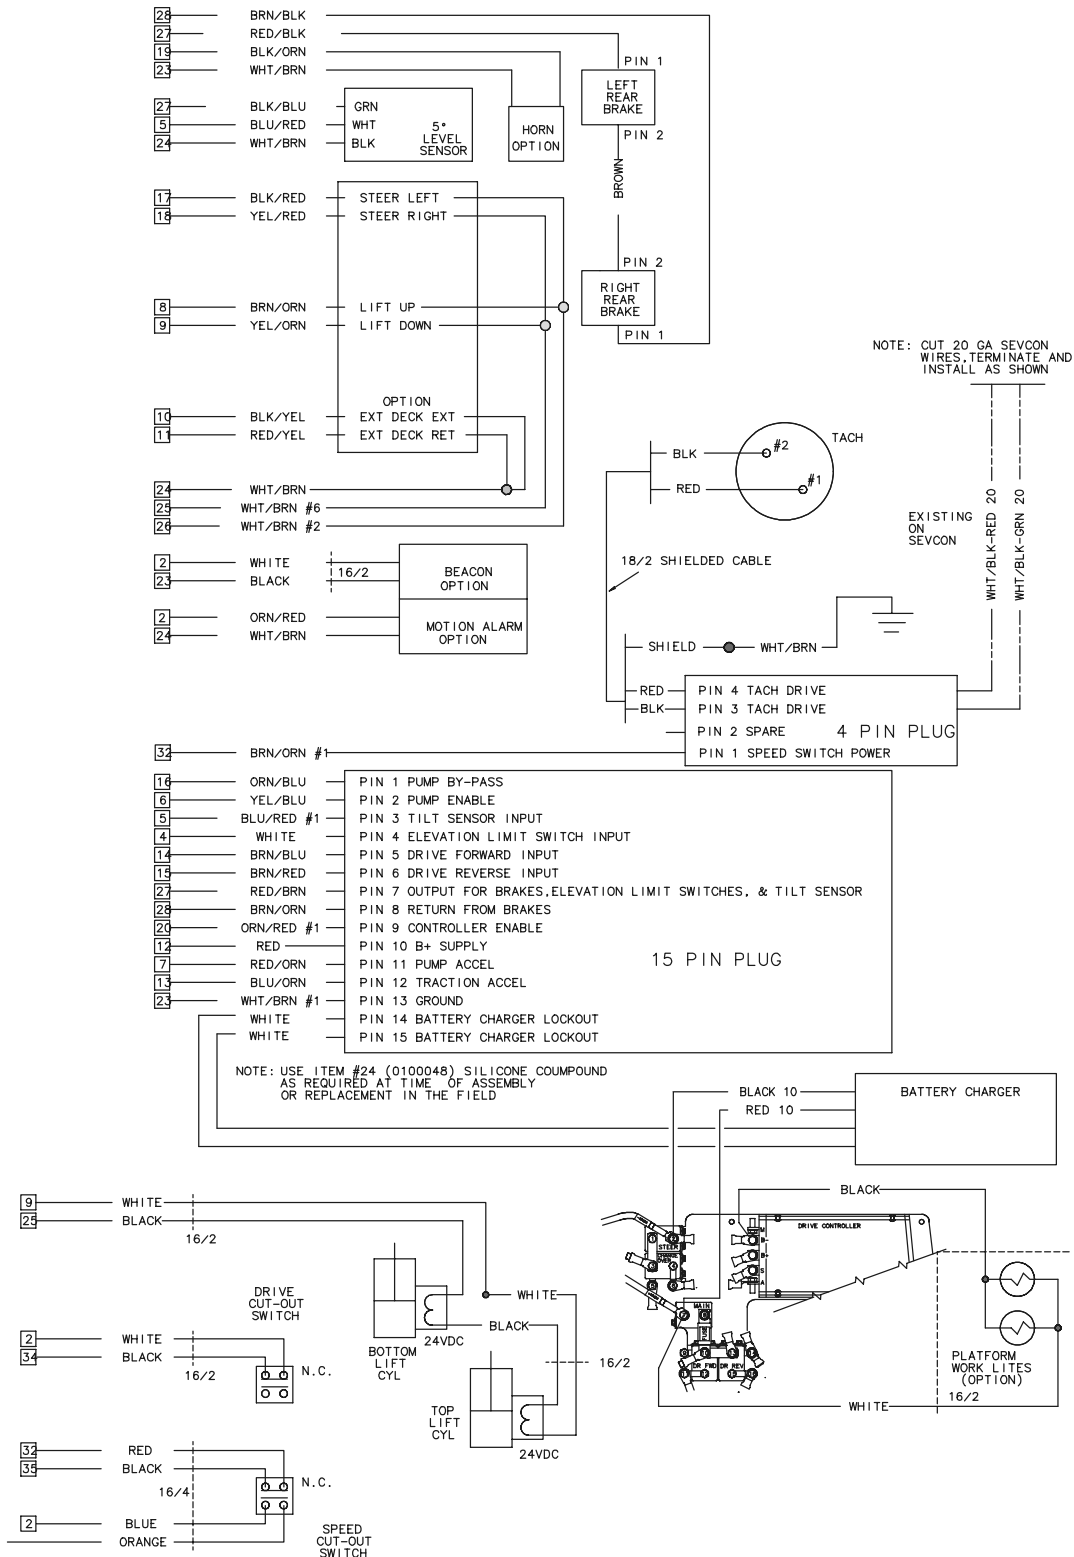 28 BRN/BLK
27 RED/BLK
19 BLK/ORN
23 WHT/BRN
PIN 1
LEFT
REAR
BRAKE
PIN 2
27 BLK/BLU GRN
5 BLU/RED WHT
24 WHT/BRN BLK
5°
LEVEL
SENSOR
HORN
OPTION
BROWN
17 BLK/RED STEER LEFT
18 YEL/RED STEER RIGHT
PIN 2
RIGHT
REAR
BRAKE
PIN 1
8 BRN/ORN LIFT UP
9 YEL/ORN LIFT DOWN
NOTE: CUT 20 GA SEVCON
WIRES,TERMINATE AND
INSTALL AS SHOWN
OPTION
10 BLK/YEL EXT DECK EXT
11 RED/YEL EXT DECK RET
24 WHT/BRN
25 WHT/BRN #6
26 WHT/BRN #2
BLK #2
TACH
RED #1
EXISTING
ON
SEVCON
WHT/BLK-RED 20
WHT/BLK-GRN 20
2 WHITE
23 BLACK
16/2
BEACON
OPTION
2 ORN/RED
24 WHT/BRN
MOTION ALARM
OPTION
18/2 SHIELDED CABLE
SHIELD WHT/BRN
RED PIN 4 TACH DRIVE
BLK PIN 3 TACH DRIVE
PIN 2 SPARE
4 PIN PLUG
32 BRN/ORN #1 PIN 1 SPEED SWITCH POWER
16 ORN/BLU PIN 1 PUMP BY-PASS
6 YEL/BLU PIN 2 PUMP ENABLE
5 BLU/RED #1 PIN 3 TILT SENSOR INPUT
4 WHITE PIN 4 ELEVATION LIMIT SWITCH INPUT
14 BRN/BLU PIN 5 DRIVE FORWARD INPUT
15 BRN/RED PIN 6 DRIVE REVERSE INPUT
27 RED/BRN PIN 7 OUTPUT FOR BRAKES,ELEVATION LIMIT SWITCHES, & TILT SENSOR
28 BRN/ORN PIN 8 RETURN FROM BRAKES
20 ORN/RED #1 PIN 9 CONTROLLER ENABLE
12 RED PIN 10 B+ SUPPLY
7 RED/ORN PIN 11 PUMP ACCEL
13 BLU/ORN PIN 12 TRACTION ACCEL
23 WHT/BRN #1 PIN 13 GROUND
WHITE PIN 14 BATTERY CHARGER LOCKOUT
WHITE PIN 15 BATTERY CHARGER LOCKOUT
15 PIN PLUG
NOTE: USE ITEM #24 (0100048) SILICONE COUMPOUND
AS REQUIRED AT TIME OF ASSEMBLY
OR REPLACEMENT IN THE FIELD
BLACK 10
RED 10
BATTERY CHARGER
9 WHITE
25 BLACK
16/2
BLACK
DRIVE CONTROLLER
M
B-
B+
S
A
STEER
CHANGE
OVER
MAIN
FUSE
DR FWD
DR REV
DRIVE
CUT-OUT
SWITCH
2 WHITE
34 BLACK
16/2
N.C.
24VDC
BOTTOM
LIFT
CYL
WHITE
BLACK
16/2
TOP
LIFT
CYL
24VDC
PLATFORM
WORK LITES
(OPTION)
16/2
WHITE
32 RED
35 BLACK
16/4
N.C.
2 BLUE
ORANGE
SPEED
CUT-OUT
SWITCH